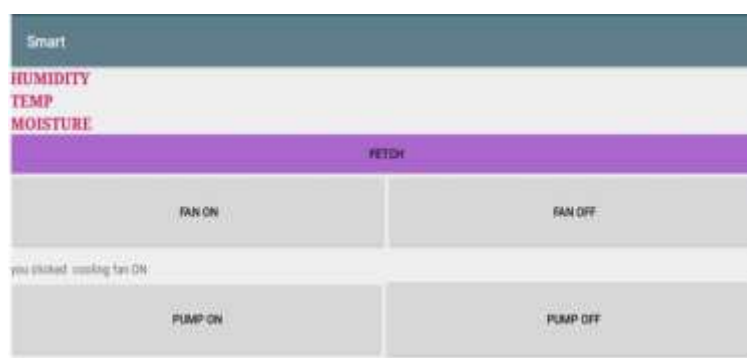 Smart
HUMIDITY
TEMP
MOISTURE
FETCH
FAN ON FAN OFF
you clicked cooling fan ON
PUMP ON PUMP OFF